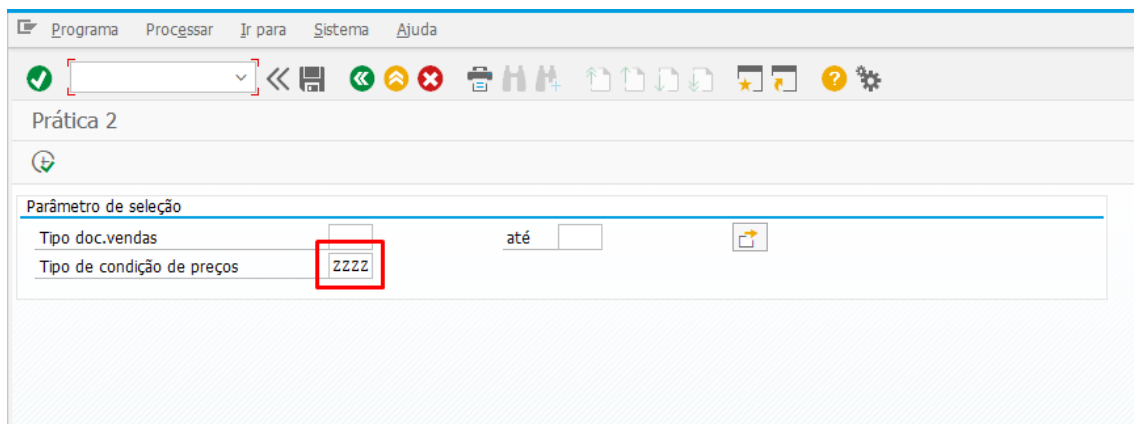 Programa Processar Ir para Sistema Ajuda
Prática 2
Parâmetro de seleção
Tipo doc.vendas até
Tipo de condição de preços ZZZZ